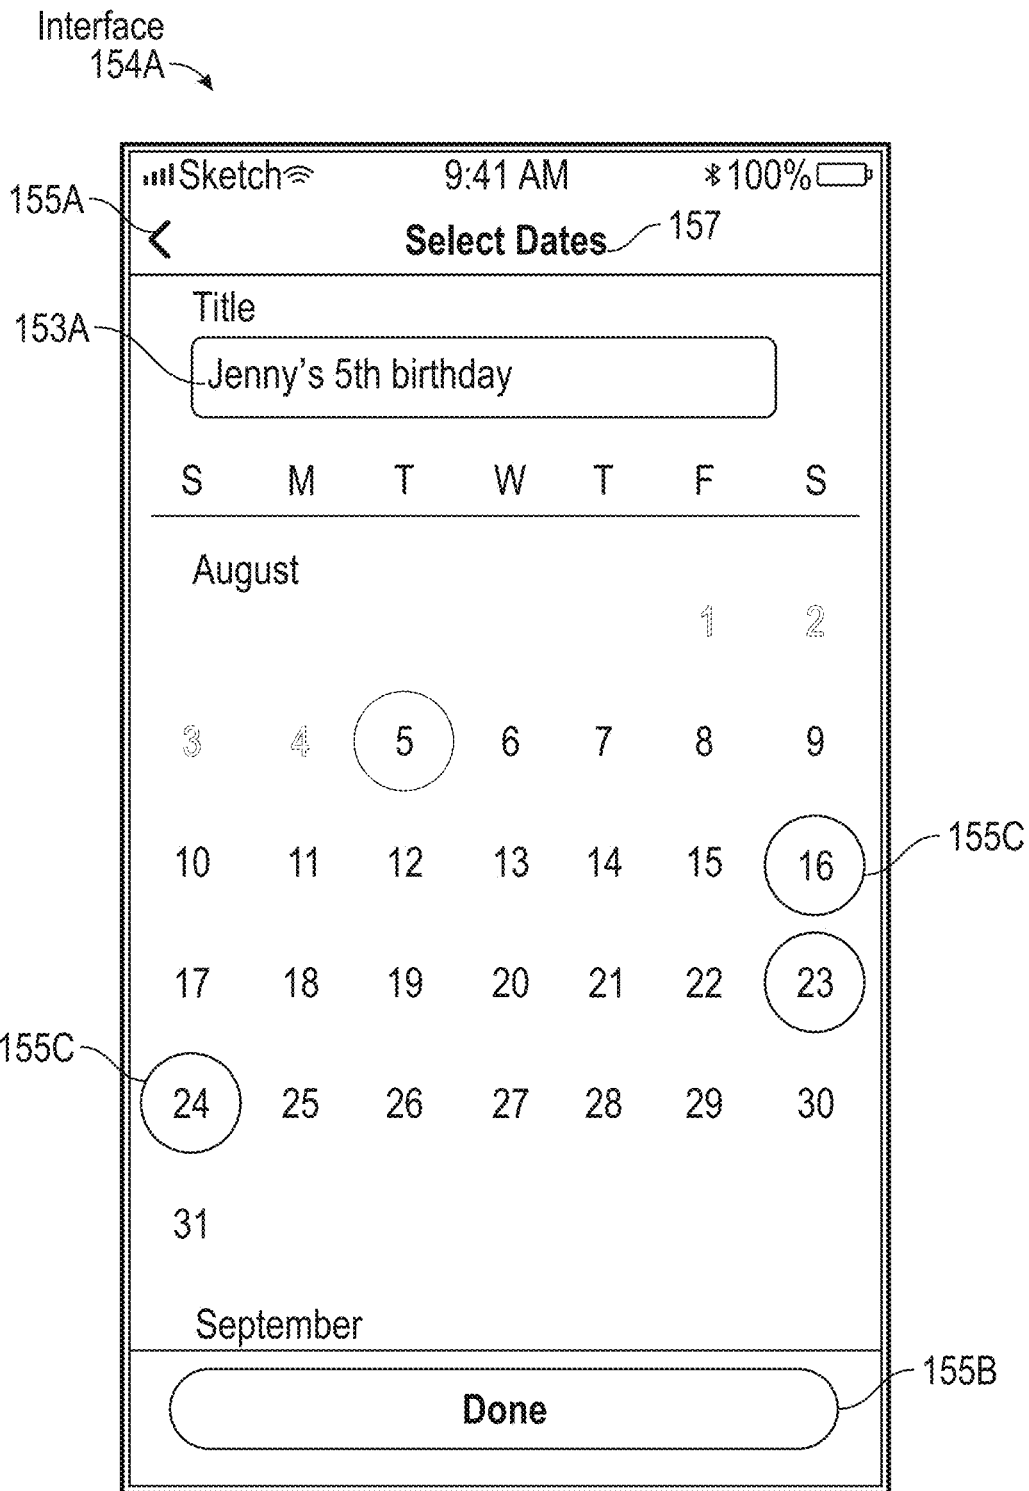 Interface
154A
Sketch 9:41 AM 100%
155A
Select Dates 157
Title
153A
Jenny's 5th birthday
S M T W T F S
August
1 2
3 4 5 6 7 8 9
10 11 12 13 14 15 16 155C
17 18 19 20 21 22 23
155C
24 25 26 27 28 29 30
31
September
155B
Done